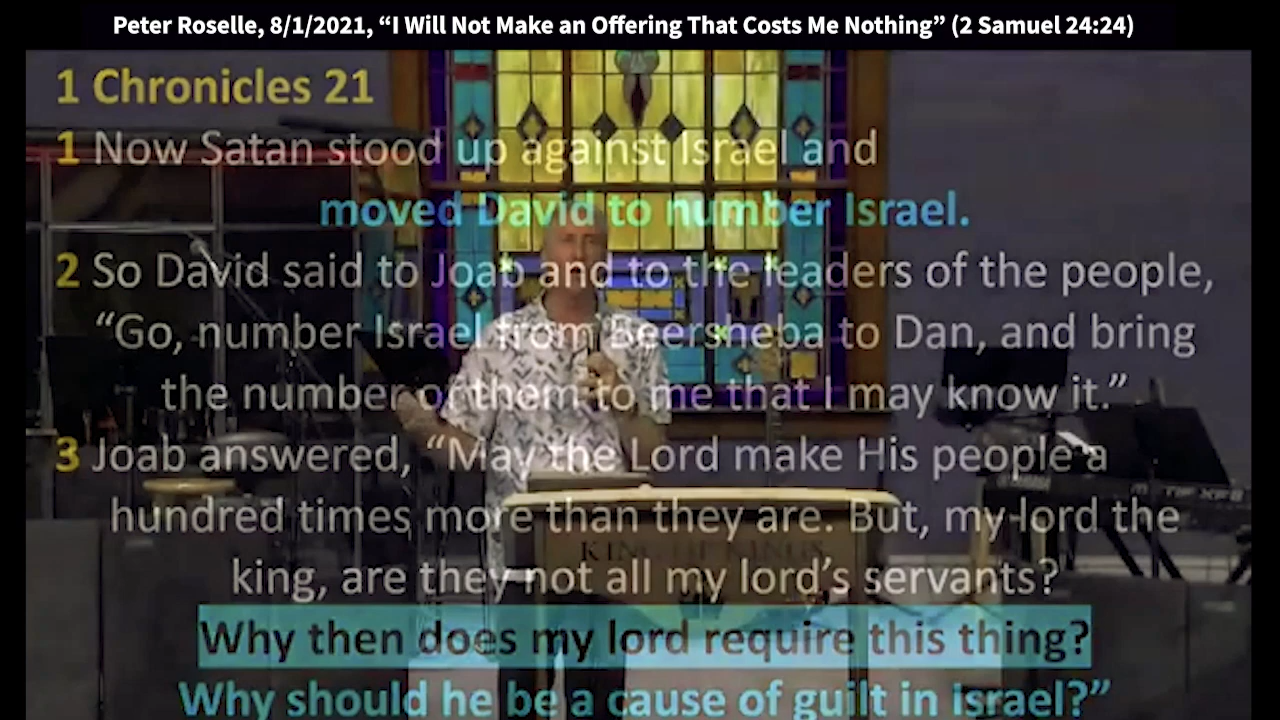 Peter Roselle, 8/1/2021, “I Will Not Make an Offering That Costs Me Nothing” (2 Samuel 24:24)
1 Chronicles 21
1 Now Satan stood up against Israel and
moved David to number Israel.
2 So David said to Joab and to the leaders of the people,
“Go, number Israel from Beersheba to Dan, and bring
the number of them to me that I may know it.”
3 Joab answered, “May the Lord make His people a
hundred times more than they are. But, my lord the
king, are they not all my lord’s servants?
Why then does my lord require this thing?
Why should he be a cause of guilt in Israel?”
KING OF KINGS